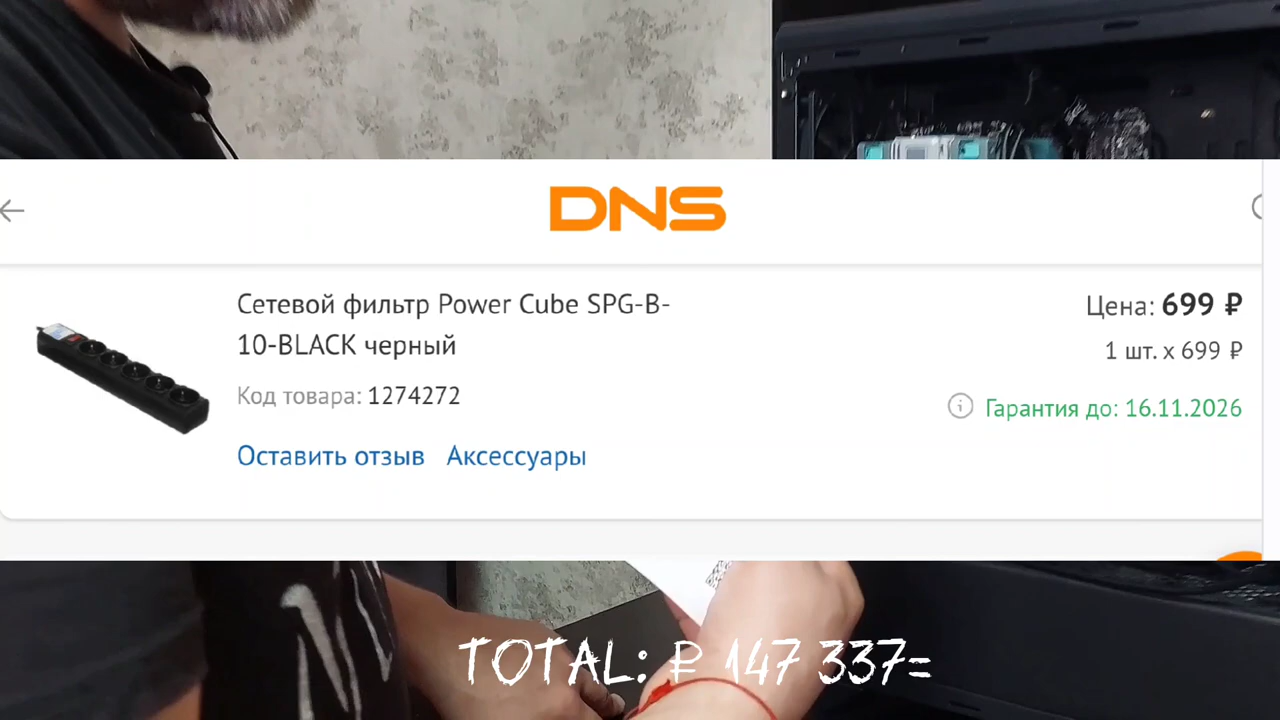 DNS
Сетевой фильтр Power Cube SPG-B-
10-BLACK черный
Код товара: 1274272
Оставить отзыв Аксессуары
Цена: 699 ₽
1 шт. x 699 ₽
Гарантия до: 16.11.2026
TOTAL: ₽ 147 337=